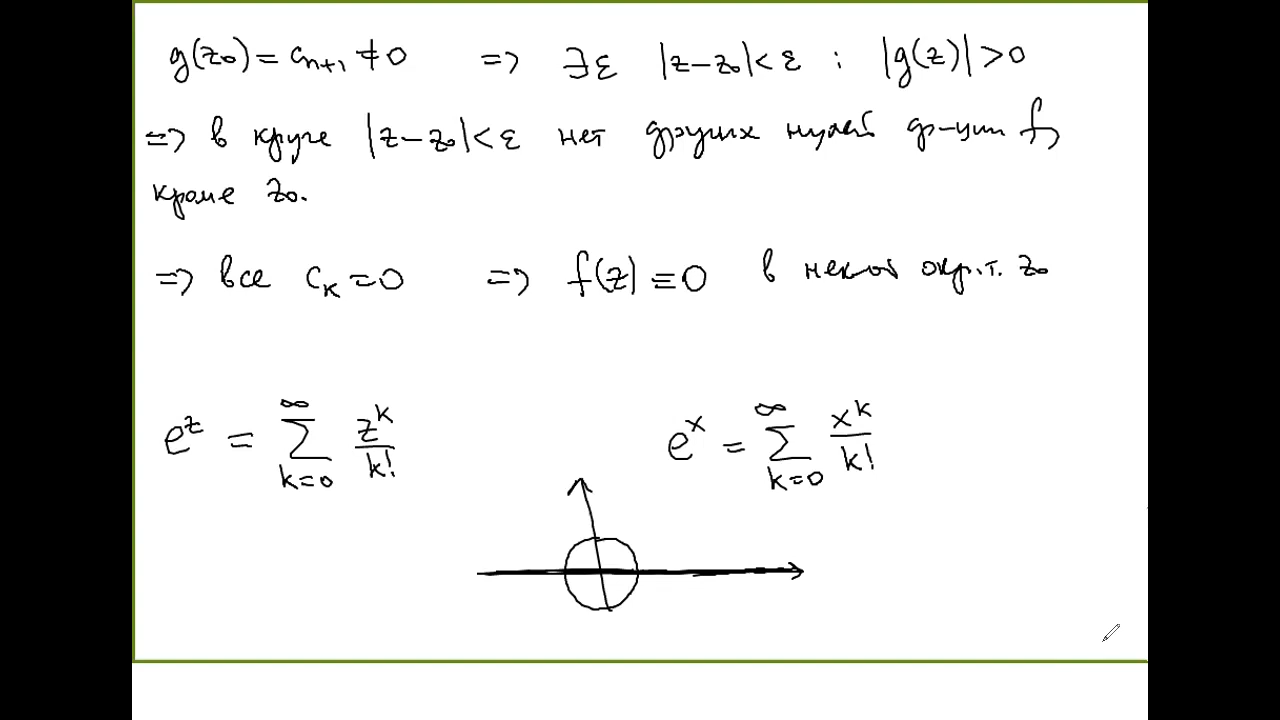 g(z₀) = cₙ₊₁ ≠ 0 => ∃ε |z-z₀|<ε : |g(z)|>0
=> в круге |z-z₀|<ε нет других нулей ф-ции f,
кроме z₀.
=> все cₖ=0 => f(z) ≡ 0 в некот окр.т. z₀
e^z = ∑_{k=0}^{∞} z^k/k! e^x = ∑_{k=0}^{∞} x^k/k!